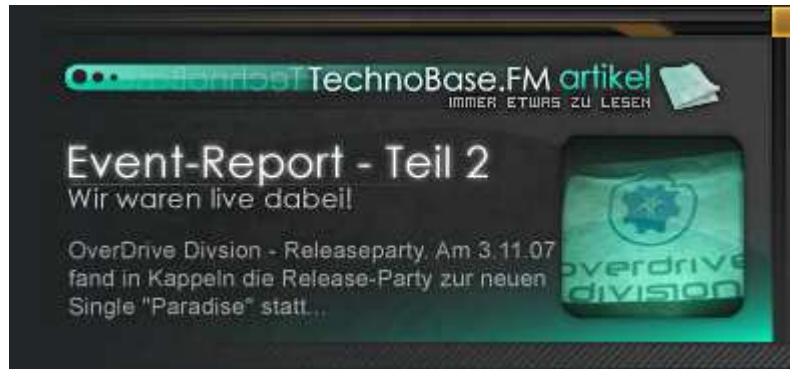 TechnoBase.FM artikel
IMMER ETWAS ZU LESEN
Event-Report - Teil 2
Wir waren live dabei!
OverDrive Divsion - Releaseparty. Am 3.11.07
fand in Kappeln die Release-Party zur neuen
Single "Paradise" statt...
overdrive
division